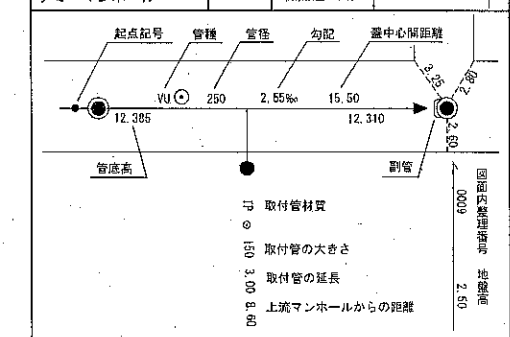 起点記号 管種 管径 勾配 蓋中心間距離
3.25
2.80
VU 250 2.55‰ 15.50
12.385 12.310
2.60
管底高
副管
取付管材質
150 取付管の大きさ
3.00 取付管の延長
8.60 上流マンホールからの距離
図面内整理番号 地盤高
0009 2.50